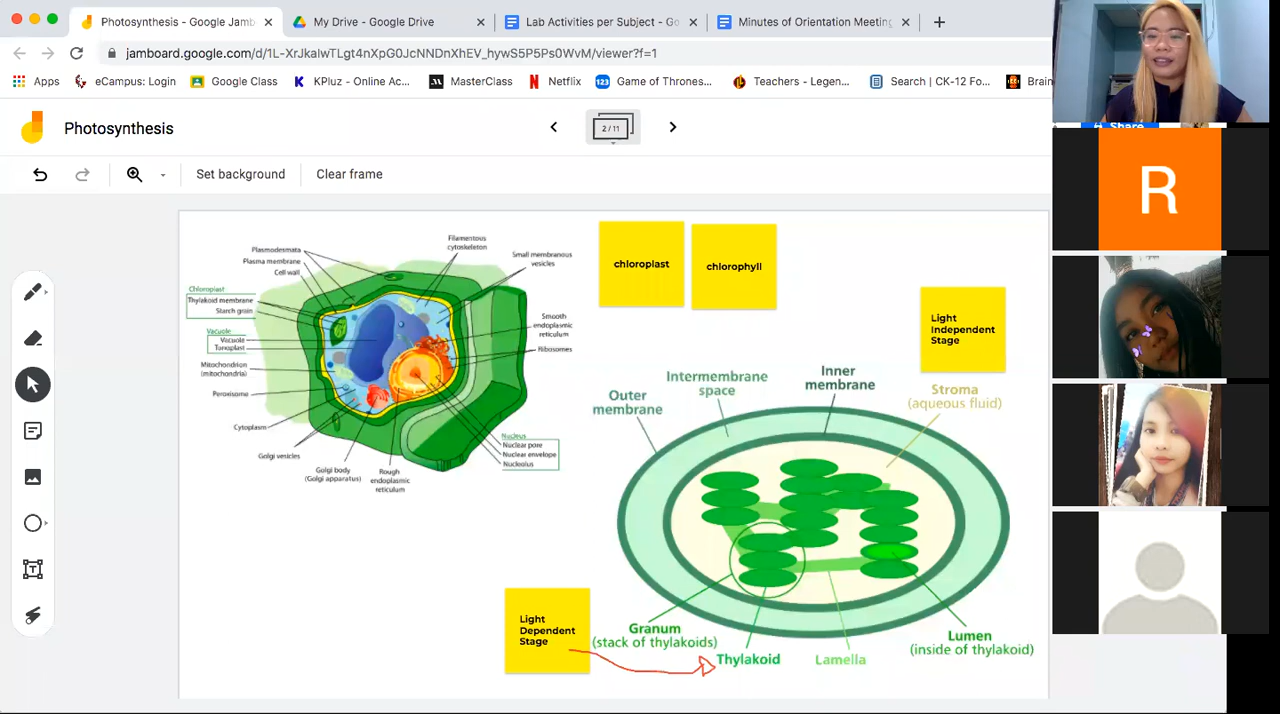 Photosynthesis - Google Jamb
My Drive - Google Drive
Lab Activities per Subject - Go
Minutes of Orientation Meeting
jamboard.google.com/d/1L-XrJkaIwTLgt4nXpG0JcNNDnXhEV_hywS5P5Ps0WvM/viewer?f=1
Apps
eCampus: Login
Google Class
KPluz - Online Ac...
MasterClass
Netflix
123
Game of Thrones...
Teachers - Legen...
Search | CK-12 Fo...
Brain
Share
Photosynthesis
2 / 11
Set background
Clear frame
R
Plasmodesmata
Plasma membrane
Cell wall
Chloroplast
Thylakoid membrane
Starch grain
Vacuole
Vacuole
Tonoplast
Mitochondrion
(mitochondria)
Peroxisome
Cytoplasm
Golgi vesicles
Golgi body
(Golgi apparatus)
Rough
endoplasmic
reticulum
Filamentous
cytoskeleton
Small membranous
vesicles
Smooth
endoplasmic
reticulum
Ribosomes
Nucleus
Nuclear pore
Nuclear envelope
Nucleolus
chloroplast
chlorophyll
Light
Independent
Stage
Outer
membrane
Intermembrane
space
Inner
membrane
Stroma
(aqueous fluid)
Light
Dependent
Stage
Granum
(stack of thylakoids)
Thylakoid
Lamella
Lumen
(inside of thylakoid)